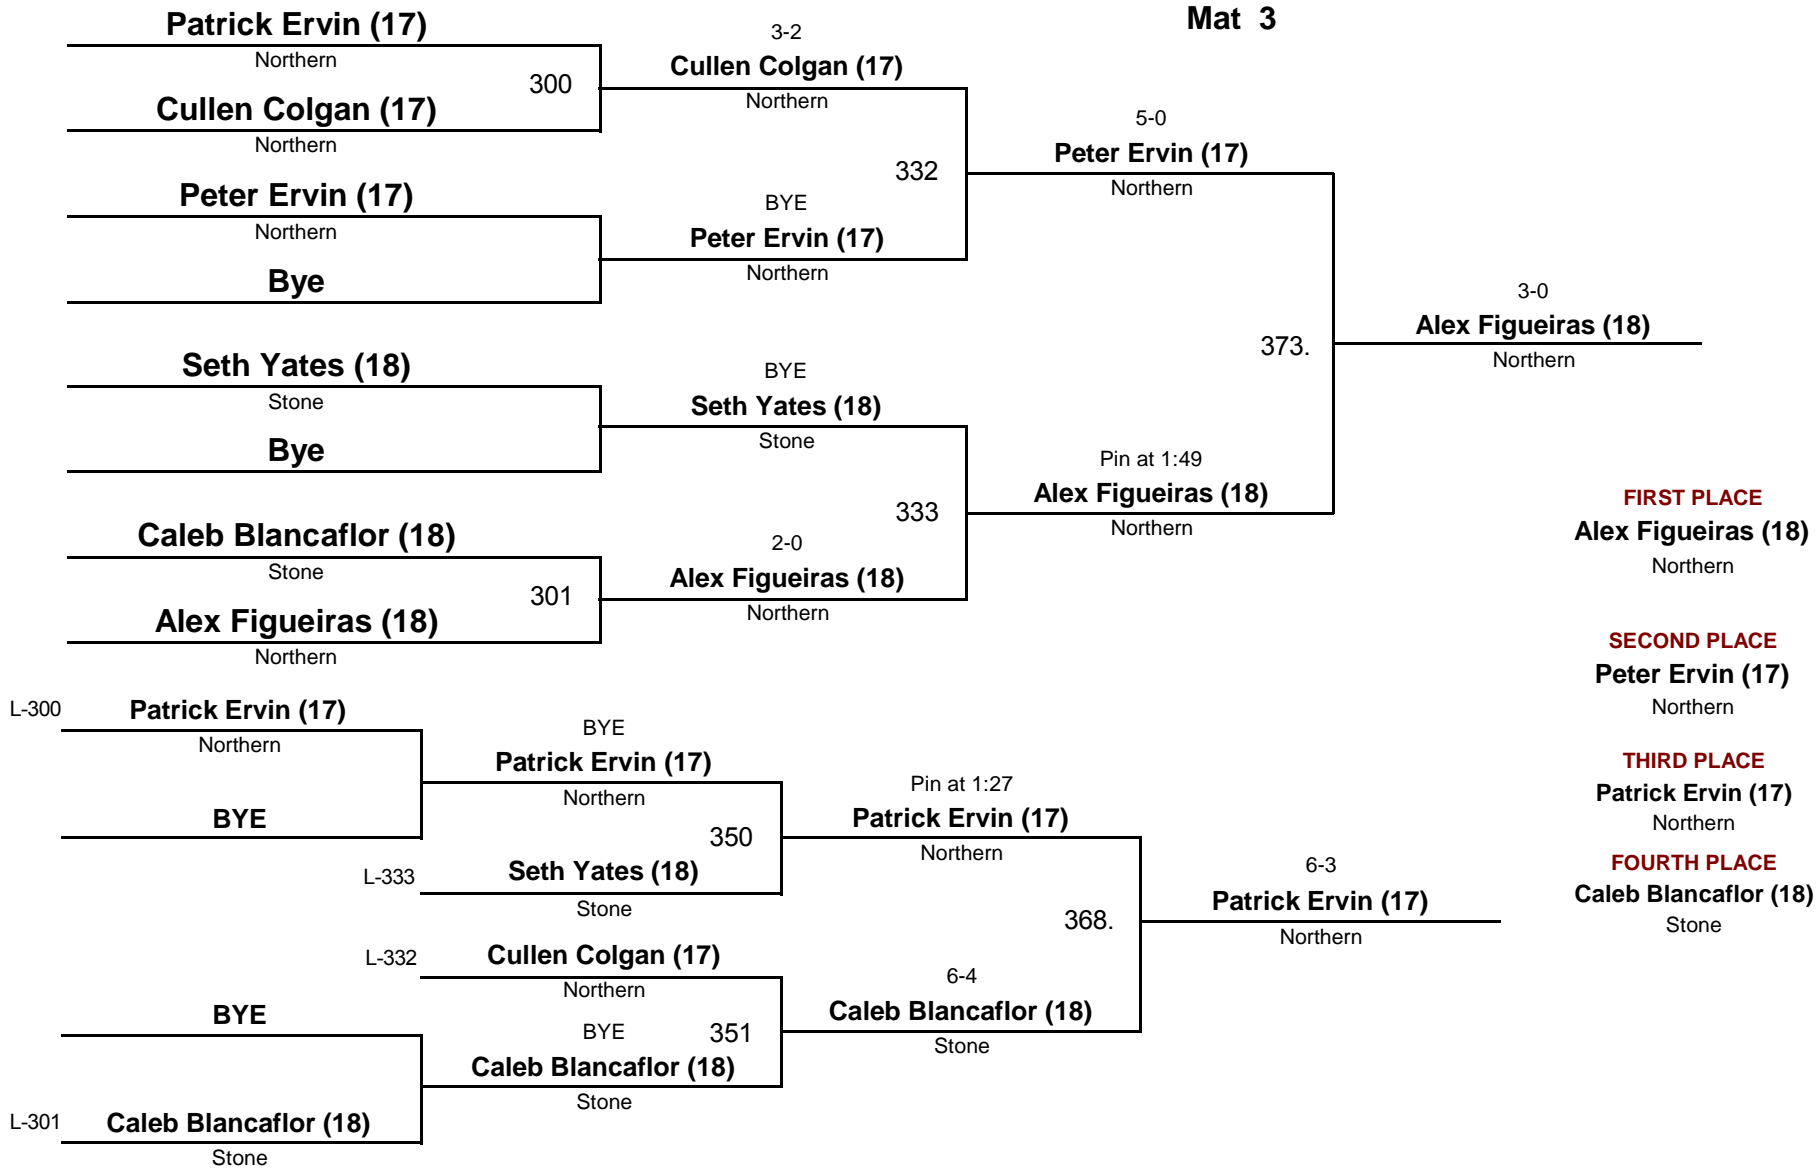 Mat 3
Patrick Ervin (17)
Northern
300
Cullen Colgan (17)
Northern
Peter Ervin (17)
Northern
Bye
Seth Yates (18)
Stone
Bye
Caleb Blancaflor (18)
Stone
301
Alex Figueiras (18)
Northern
3-2
Cullen Colgan (17)
Northern
332
BYE
Peter Ervin (17)
Northern
BYE
Seth Yates (18)
Stone
333
2-0
Alex Figueiras (18)
Northern
5-0
Peter Ervin (17)
Northern
373.
Pin at 1:49
Alex Figueiras (18)
Northern
3-0
Alex Figueiras (18)
Northern
FIRST PLACE
Alex Figueiras (18)
Northern
SECOND PLACE
Peter Ervin (17)
Northern
THIRD PLACE
Patrick Ervin (17)
Northern
FOURTH PLACE
Caleb Blancaflor (18)
Stone
L-300
Patrick Ervin (17)
Northern
BYE
BYE
L-301
Caleb Blancaflor (18)
Stone
BYE
Patrick Ervin (17)
Northern
350
L-333
Seth Yates (18)
Stone
L-332
Cullen Colgan (17)
Northern
BYE
351
Caleb Blancaflor (18)
Stone
Pin at 1:27
Patrick Ervin (17)
Northern
368.
6-4
Caleb Blancaflor (18)
Stone
6-3
Patrick Ervin (17)
Northern